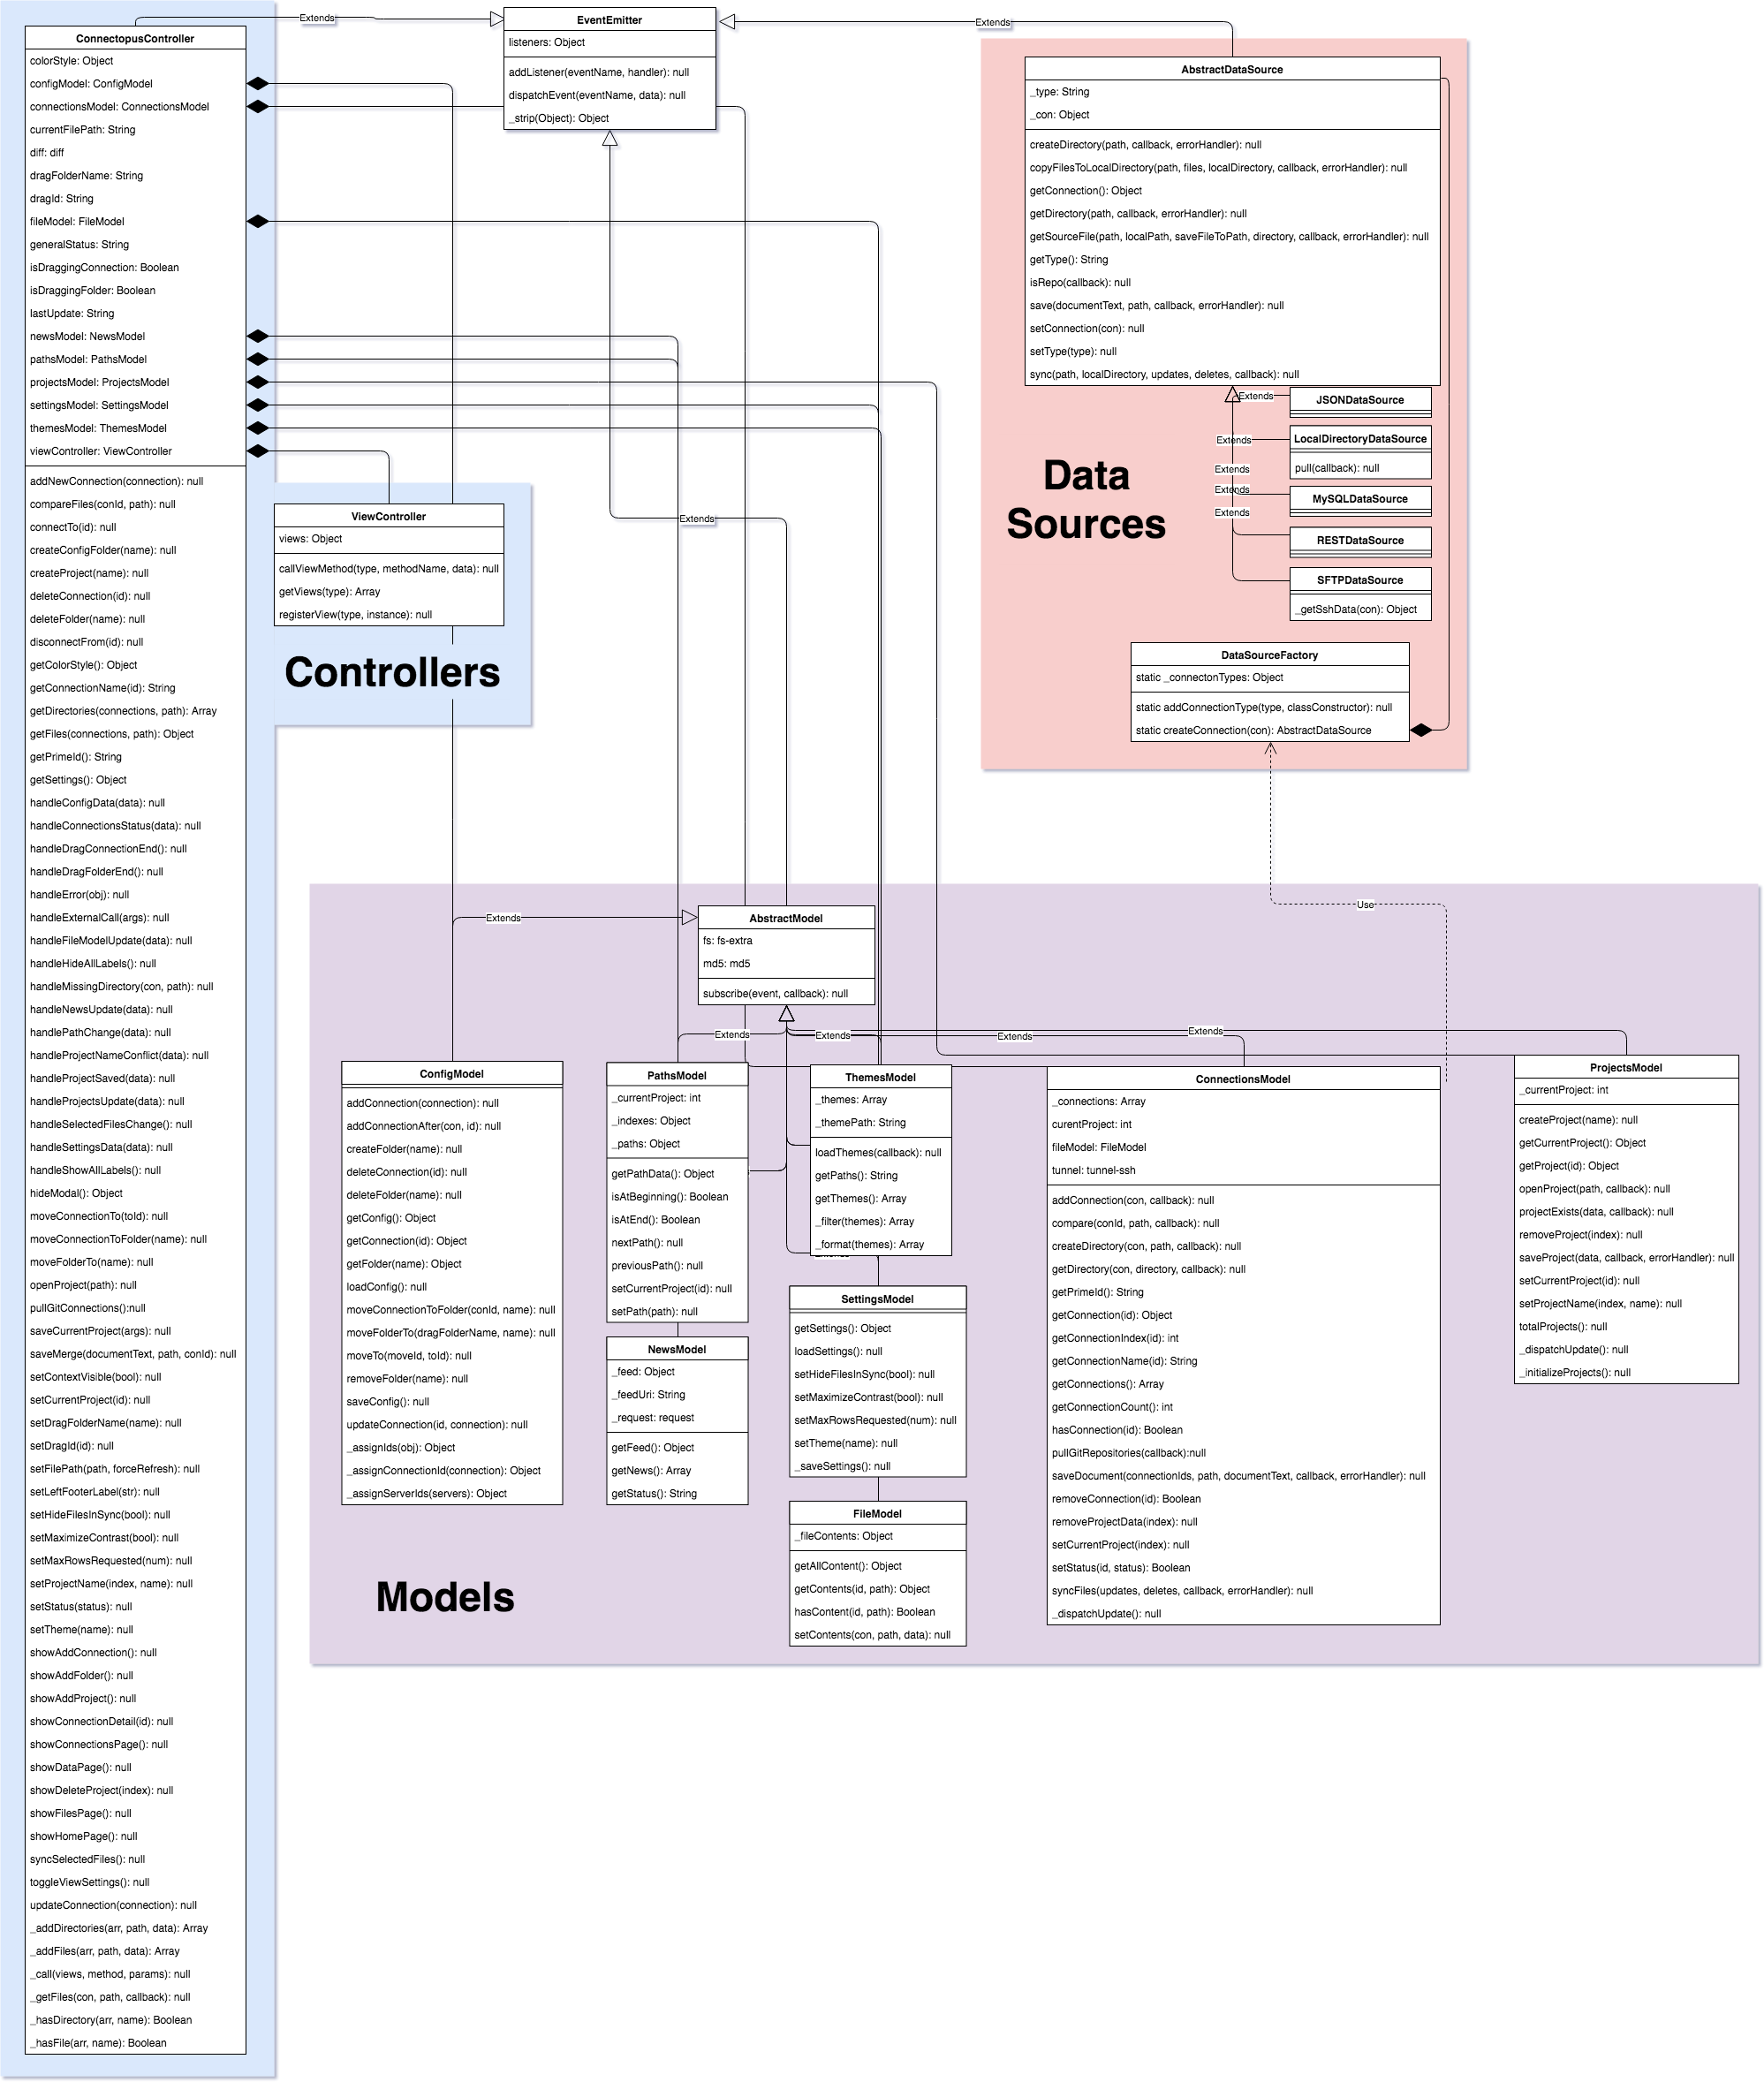 ConnectopusController
colorStyle: Object
configModel: ConfigModel
connectionsModel: ConnectionsModel
currentFilePath: String
diff: diff
dragFolderName: String
dragId: String
fileModel: FileModel
generalStatus: String
isDraggingConnection: Boolean
isDraggingFolder: Boolean
lastUpdate: String
newsModel: NewsModel
pathsModel: PathsModel
projectsModel: ProjectsModel
settingsModel: SettingsModel
themesModel: ThemesModel
viewController: ViewController
addNewConnection(connection): null
compareFiles(conId, path): null
connectTo(id): null
createConfigFolder(name): null
createProject(name): null
deleteConnection(id): null
deleteFolder(name): null
disconnectFrom(id): null
getColorStyle(): Object
getConnectionName(id): String
getDirectories(connections, path): Array
getFiles(connections, path): Object
getPrimeId(): String
getSettings(): Object
handleConfigData(data): null
handleConnectionsStatus(data): null
handleDragConnectionEnd(): null
handleDragFolderEnd(): null
handleError(obj): null
handleExternalCall(args): null
handleFileModelUpdate(data): null
handleHideAllLabels(): null
handleMissingDirectory(con, path): null
handleNewsUpdate(data): null
handlePathChange(data): null
handleProjectNameConflict(data): null
handleProjectSaved(data): null
handleProjectsUpdate(data): null
handleSelectedFilesChange(): null
handleSettingsData(data): null
handleShowAllLabels(): null
hideModal(): Object
moveConnectionTo(toId): null
moveConnectionToFolder(name): null
moveFolderTo(name): null
openProject(path): null
pullGitConnections():null
saveCurrentProject(args): null
saveMerge(documentText, path, conId): null
setContextVisible(bool): null
setCurrentProject(id): null
setDragFolderName(name): null
setDragId(id): null
setFilePath(path, forceRefresh): null
setLeftFooterLabel(str): null
setHideFilesInSync(bool): null
setMaximizeContrast(bool): null
setMaxRowsRequested(num): null
setProjectName(index, name): null
setStatus(status): null
setTheme(name): null
showAddConnection(): null
showAddFolder(): null
showAddProject(): null
showConnectionDetail(id): null
showConnectionsPage(): null
showDataPage(): null
showDeleteProject(index): null
showFilesPage(): null
showHomePage(): null
syncSelectedFiles(): null
toggleViewSettings(): null
updateConnection(connection): null
_addDirectories(arr, path, data): Array
_addFiles(arr, path, data): Array
_call(views, method, params): null
_getFiles(con, path, callback): null
_hasDirectory(arr, name): Boolean
_hasFile(arr, name): Boolean
Extends
EventEmitter
listeners: Object
addListener(eventName, handler): null
dispatchEvent(eventName, data): null
_strip(Object): Object
Extends
Extends
ViewController
views: Object
callViewMethod(type, methodName, data): null
getViews(type): Array
registerView(type, instance): null
Controllers
AbstractDataSource
_type: String
_con: Object
createDirectory(path, callback, errorHandler): null
copyFilesToLocalDirectory(path, files, localDirectory, callback, errorHandler): null
getConnection(): Object
getDirectory(path, callback, errorHandler): null
getSourceFile(path, localPath, saveFileToPath, directory, callback, errorHandler): null
getType(): String
isRepo(callback): null
save(documentText, path, callback, errorHandler): null
setConnection(con): null
setType(type): null
sync(path, localDirectory, updates, deletes, callback): null
Extends
JSONDataSource
Extends
LocalDirectoryDataSource
pull(callback): null
Extends
Extends
MySQLDataSource
Extends
RESTDataSource
SFTPDataSource
_getSshData(con): Object
Data
Sources
DataSourceFactory
static _connectonTypes: Object
static addConnectionType(type, classConstructor): null
static createConnection(con): AbstractDataSource
Use
Extends
AbstractModel
fs: fs-extra
md5: md5
subscribe(event, callback): null
Extends
Extends
Extends
Extends
ConfigModel
addConnection(connection): null
addConnectionAfter(con, id): null
createFolder(name): null
deleteConnection(id): null
deleteFolder(name): null
getConfig(): Object
getConnection(id): Object
getFolder(name): Object
loadConfig(): null
moveConnectionToFolder(conId, name): null
moveFolderTo(dragFolderName, name): null
moveTo(moveId, toId): null
removeFolder(name): null
saveConfig(): null
updateConnection(id, connection): null
_assignIds(obj): Object
_assignConnectionId(connection): Object
_assignServerIds(servers): Object
PathsModel
_currentProject: int
_indexes: Object
_paths: Object
getPathData(): Object
isAtBeginning(): Boolean
isAtEnd(): Boolean
nextPath(): null
previousPath(): null
setCurrentProject(id): null
setPath(path): null
NewsModel
_feed: Object
_feedUri: String
_request: request
getFeed(): Object
getNews(): Array
getStatus(): String
ThemesModel
_themes: Array
_themePath: String
loadThemes(callback): null
getPaths(): String
getThemes(): Array
_filter(themes): Array
_format(themes): Array
SettingsModel
getSettings(): Object
loadSettings(): null
setHideFilesInSync(bool): null
setMaximizeContrast(bool): null
setMaxRowsRequested(num): null
setTheme(name): null
_saveSettings(): null
FileModel
_fileContents: Object
getAllContent(): Object
getContents(id, path): Object
hasContent(id, path): Boolean
setContents(con, path, data): null
ConnectionsModel
_connections: Array
curentProject: int
fileModel: FileModel
tunnel: tunnel-ssh
addConnection(con, callback): null
compare(conId, path, callback): null
createDirectory(con, path, callback): null
getDirectory(con, directory, callback): null
getPrimeId(): String
getConnection(id): Object
getConnectionIndex(id): int
getConnectionName(id): String
getConnections(): Array
getConnectionCount(): int
hasConnection(id): Boolean
pullGitRepositories(callback):null
saveDocument(connectionIds, path, documentText, callback, errorHandler): null
removeConnection(id): Boolean
removeProjectData(index): null
setCurrentProject(index): null
setStatus(id, status): Boolean
syncFiles(updates, deletes, callback, errorHandler): null
_dispatchUpdate(): null
ProjectsModel
_currentProject: int
createProject(name): null
getCurrentProject(): Object
getProject(id): Object
openProject(path, callback): null
projectExists(data, callback): null
removeProject(index): null
saveProject(data, callback, errorHandler): null
setCurrentProject(id): null
setProjectName(index, name): null
totalProjects(): null
_dispatchUpdate(): null
_initializeProjects(): null
Models